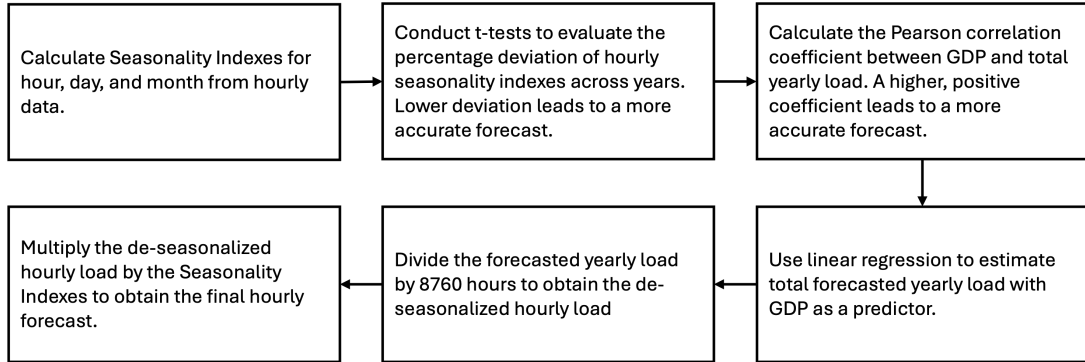 Calculate Seasonality Indexes for
hour, day, and month from hourly
data.
Conduct t-tests to evaluate the
percentage deviation of hourly
seasonality indexes across years.
Lower deviation leads to a more
accurate forecast.
Calculate the Pearson correlation
coefficient between GDP and total
yearly load. A higher, positive
coefficient leads to a more
accurate forecast.
Use linear regression to estimate
total forecasted yearly load with
GDP as a predictor.
Divide the forecasted yearly load
by 8760 hours to obtain the de-
seasonalized hourly load
Multiply the de-seasonalized
hourly load by the Seasonality
Indexes to obtain the final hourly
forecast.